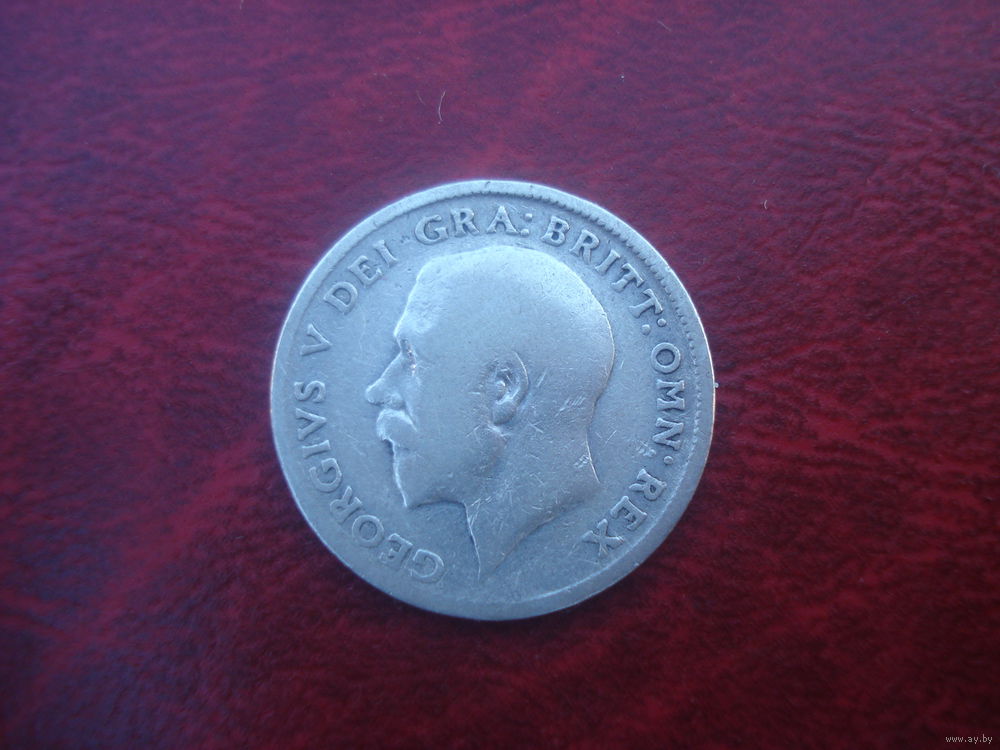 GEORGIVS V DEI GRA: BRITT: OMN: REX
www.ay.by